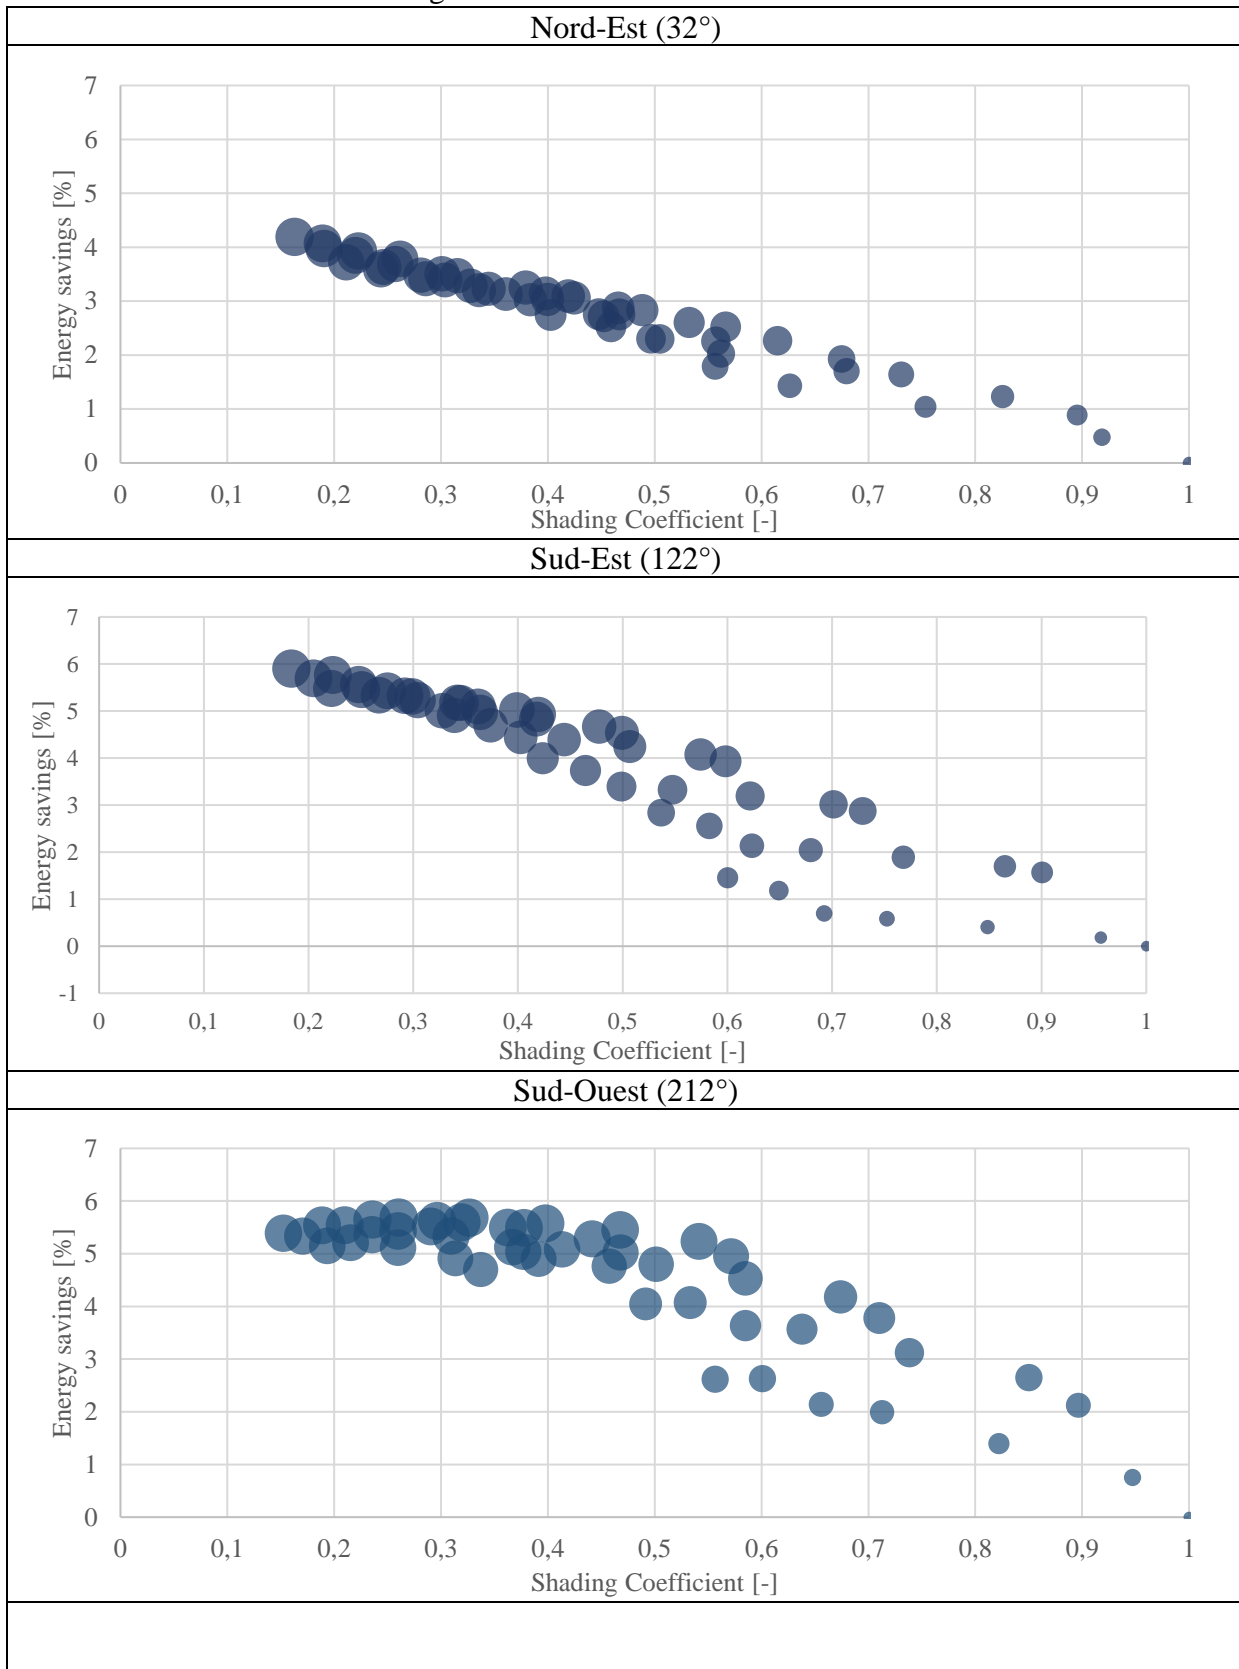 Nord-Est (32°)
7
6
5
4
3
2
1
0
Energy savings [%]
0 0,1 0,2 0,3 0,4 0,5 0,6 0,7 0,8 0,9 1
Shading Coefficient [-]
Sud-Est (122°)
7
6
5
4
3
2
1
0
-1
Energy savings [%]
0 0,1 0,2 0,3 0,4 0,5 0,6 0,7 0,8 0,9 1
Shading Coefficient [-]
Sud-Ouest (212°)
7
6
5
4
3
2
1
0
Energy savings [%]
0 0,1 0,2 0,3 0,4 0,5 0,6 0,7 0,8 0,9 1
Shading Coefficient [-]